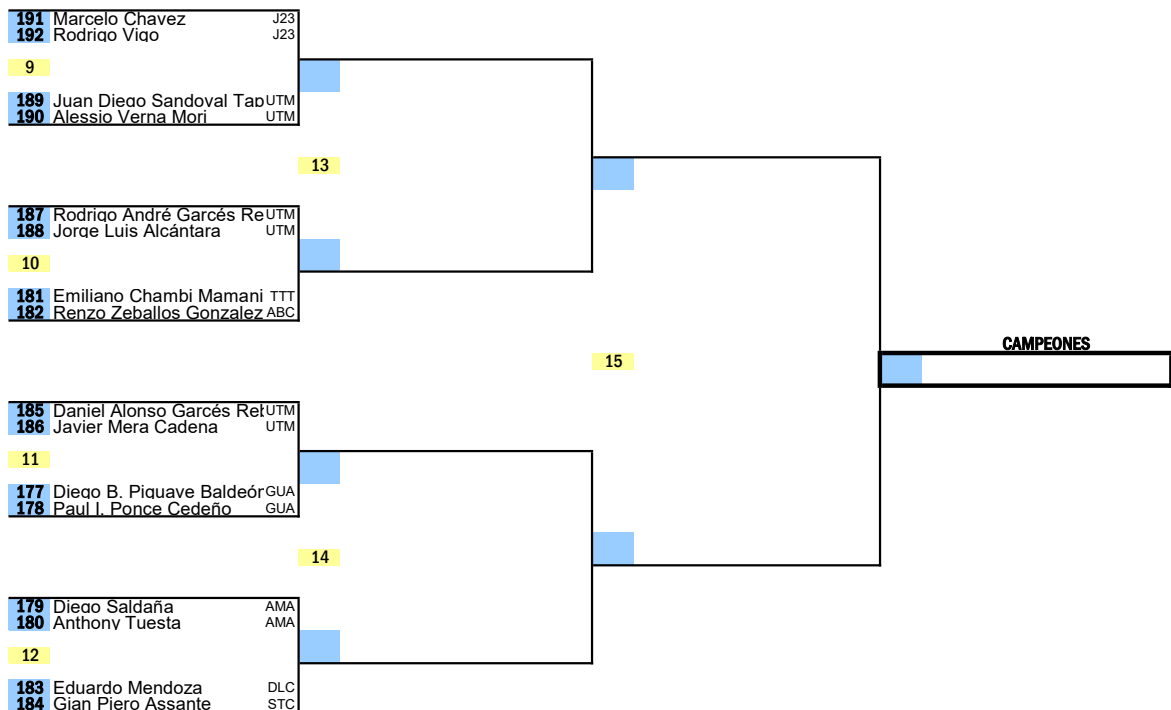 191 Marcelo Chavez J23
192 Rodrigo Vigo J23
9
189 Juan Diego Sandoval Tap UTM
190 Alessio Verna Mori UTM
13
187 Rodrigo André Garcés Re UTM
188 Jorge Luis Alcántara UTM
10
181 Emiliano Chambi Mamani TTT
182 Renzo Zeballos Gonzalez ABC
CAMPEONES
15
185 Daniel Alonso Garcés Reb UTM
186 Javier Mera Cadena UTM
11
177 Diego B. Piguave Baldeón GUA
178 Paul I. Ponce Cedeño GUA
14
179 Diego Saldaña AMA
180 Anthony Tuesta AMA
12
183 Eduardo Mendoza DLC
184 Gian Piero Assante STC